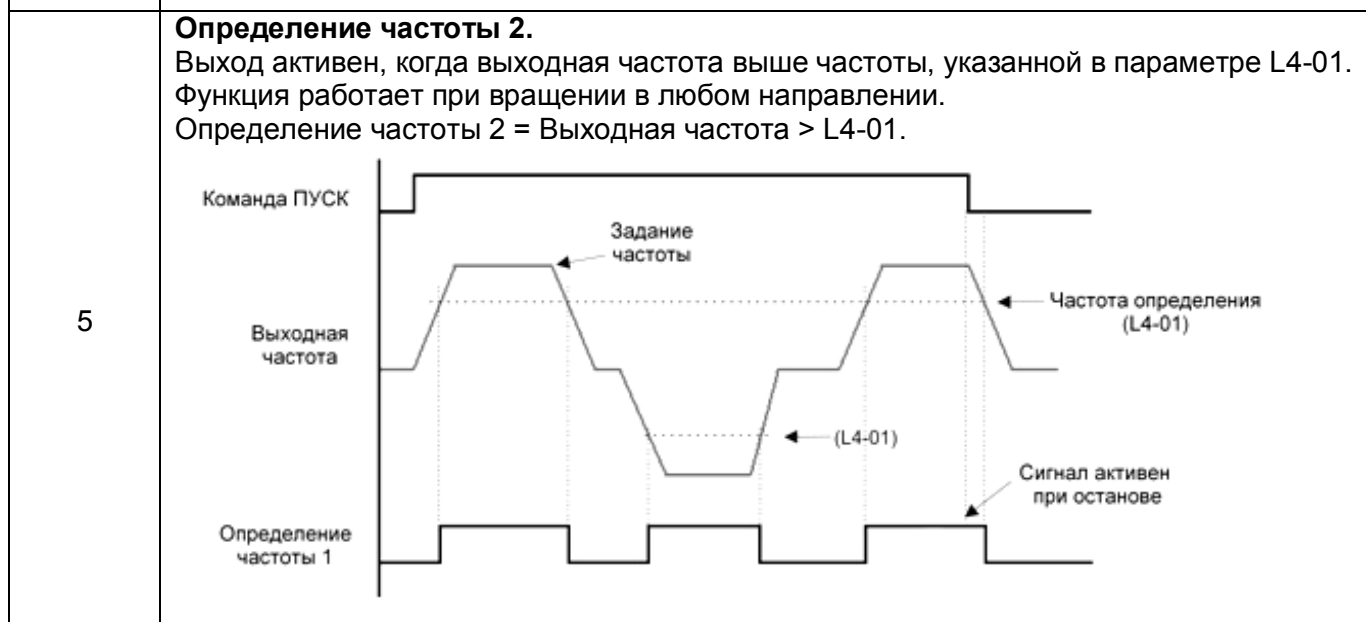 5
Определение частоты 2.
Выход активен, когда выходная частота выше частоты, указанной в параметре L4-01.
Функция работает при вращении в любом направлении.
Определение частоты 2 = Выходная частота > L4-01.
Команда ПУСК
Задание
частоты
Частота определения
(L4-01)
Выходная
частота
(L4-01)
Сигнал активен
при останове
Определение
частоты 1